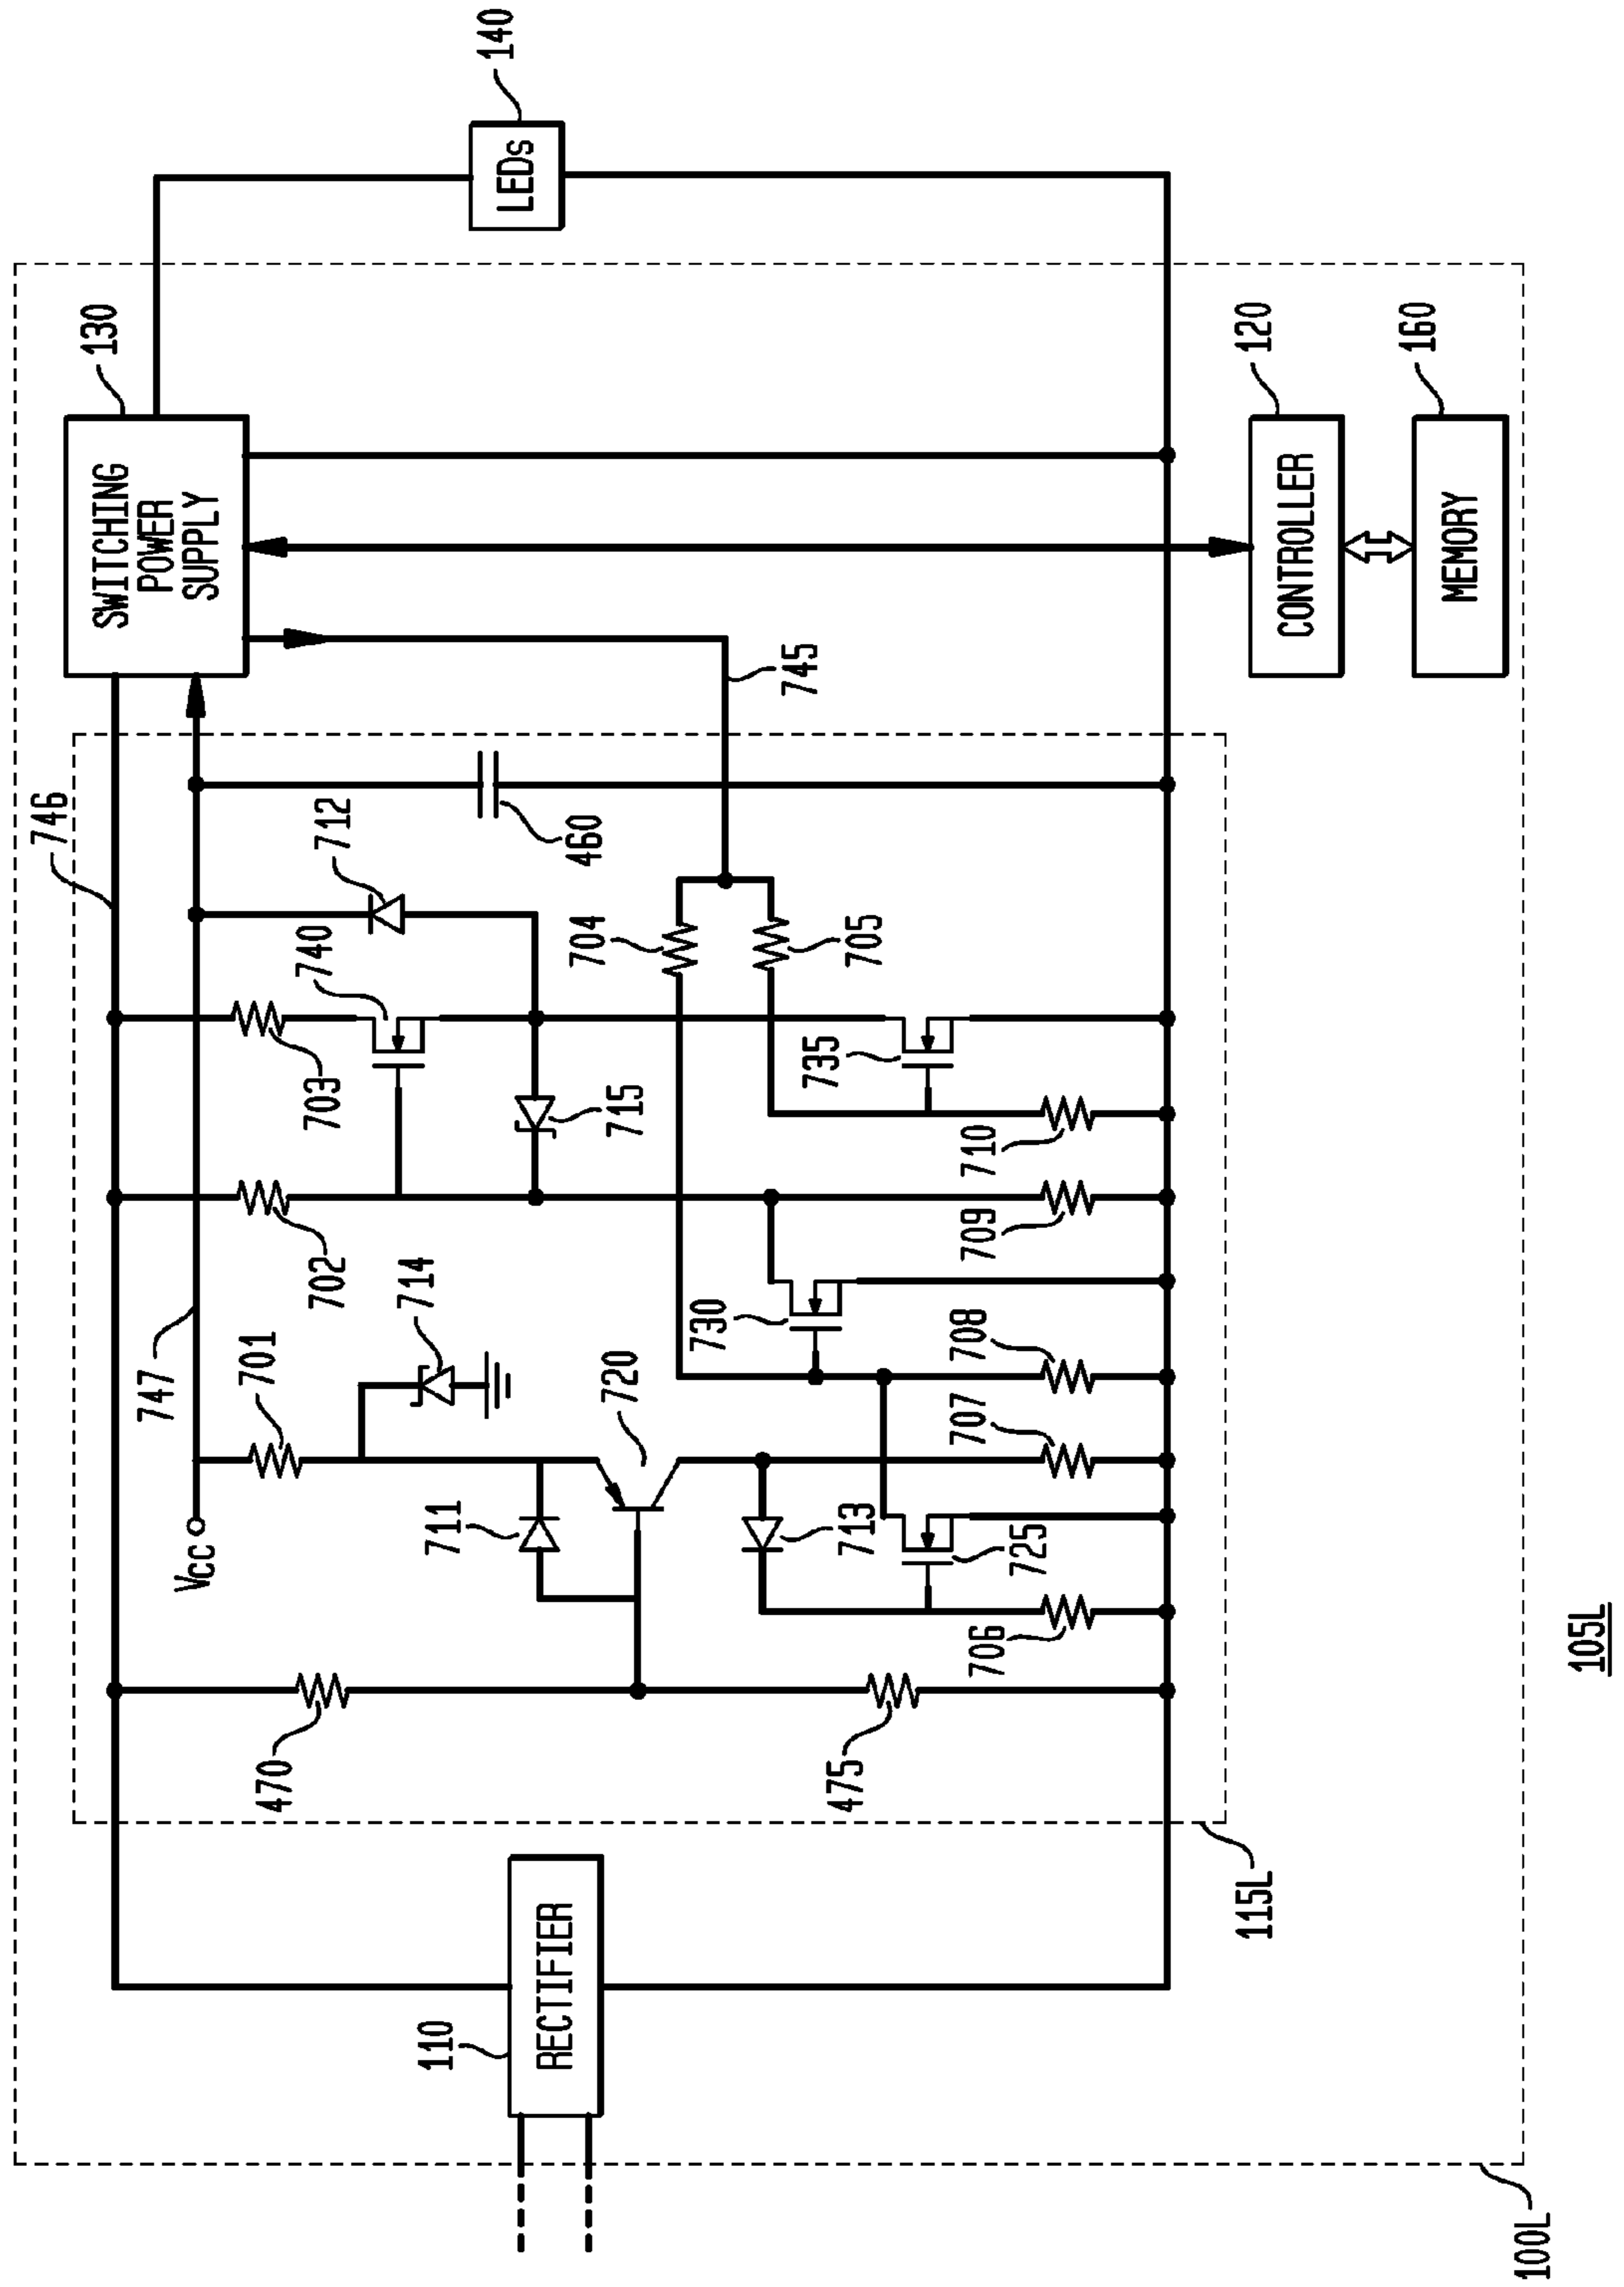 140
LEDs
130
SWITCHING
POWER
SUPPLY
120
CONTROLLER
160
MEMORY
745
746
712
460
740
704
705
703
715
735
710
702
709
714
730
708
747
701
720
707
Vcc
711
713
725
706
470
475
115L
110
RECTIFIER
100L
105L